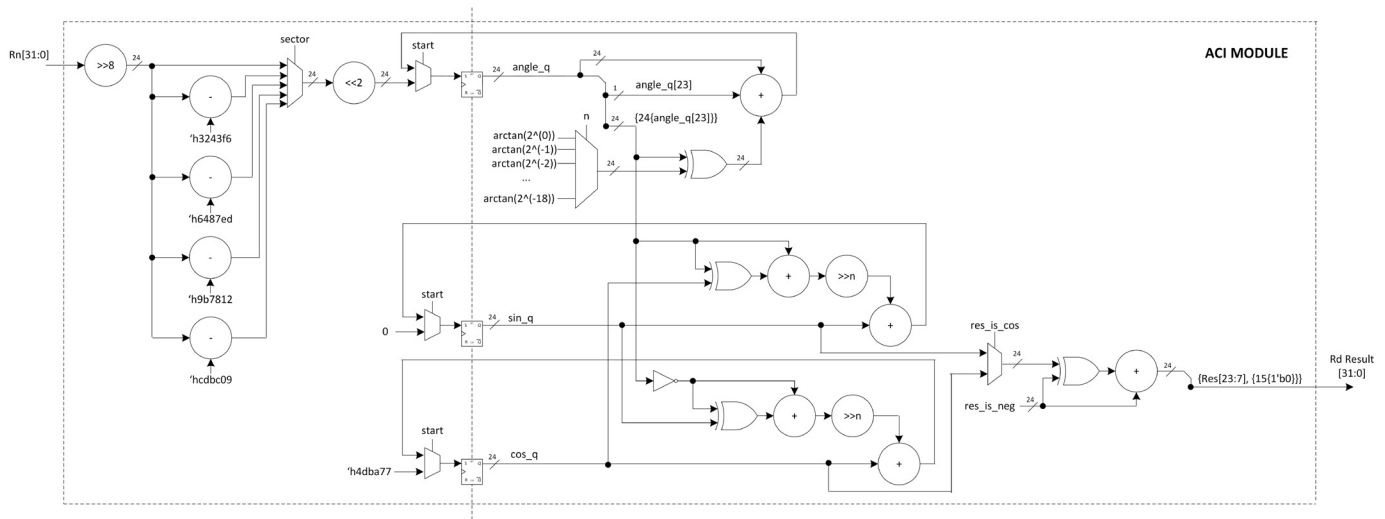 ACI MODULE
Rn[31:0]
>>8
24
sector
24
<<2
24
start
S
Q
R
Q
24
angle_q
24
1
angle_q[23]
+
24
{24{angle_q[23]}}
-
'h3243f6
-
'h6487ed
-
'h9b7812
-
'hcdbc09
n
arctan(2^(0))
arctan(2^(-1))
arctan(2^(-2))
...
arctan(2^(-18))
24
24
start
0
S
Q
R
Q
24
sin_q
+
>>n
+
res_is_cos
24
res_is_neg
24
+
24
{Res[23:7], {15{1'b0}}}
Rd Result
[31:0]
start
'h4dba77
S
Q
R
Q
24
cos_q
+
>>n
+